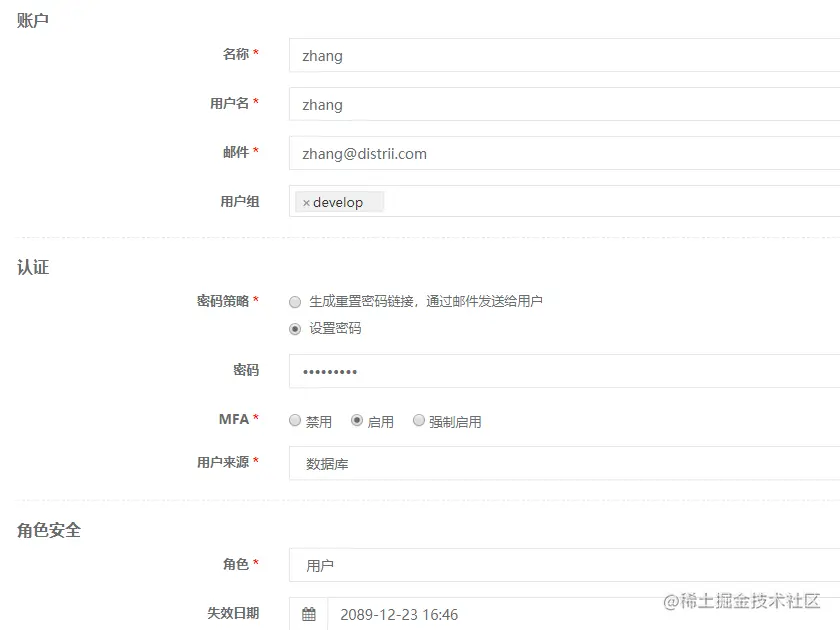 账户
名称 * zhang
用户名 * zhang
邮件 * zhang@distrii.com
用户组 × develop
认证
密码策略 * 生成重置密码链接，通过邮件发送给用户
设置密码
密码 •••••••••
MFA * 禁用 启用 强制启用
用户来源 * 数据库
角色安全
角色 * 用户
失效日期 2089-12-23 16:46
@稀土掘金技术社区